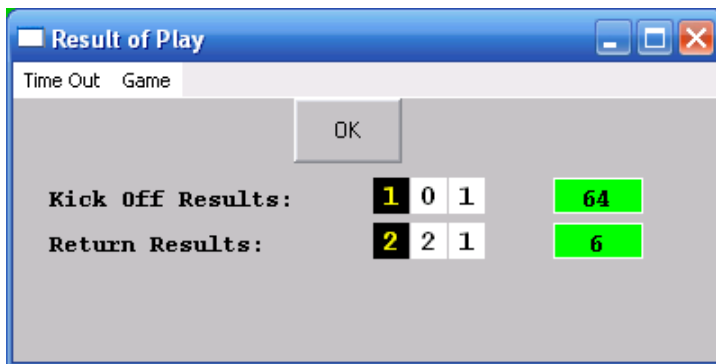 Result of Play
Time Out Game
OK
Kick Off Results: 1 0 1 64
Return Results: 2 2 1 6